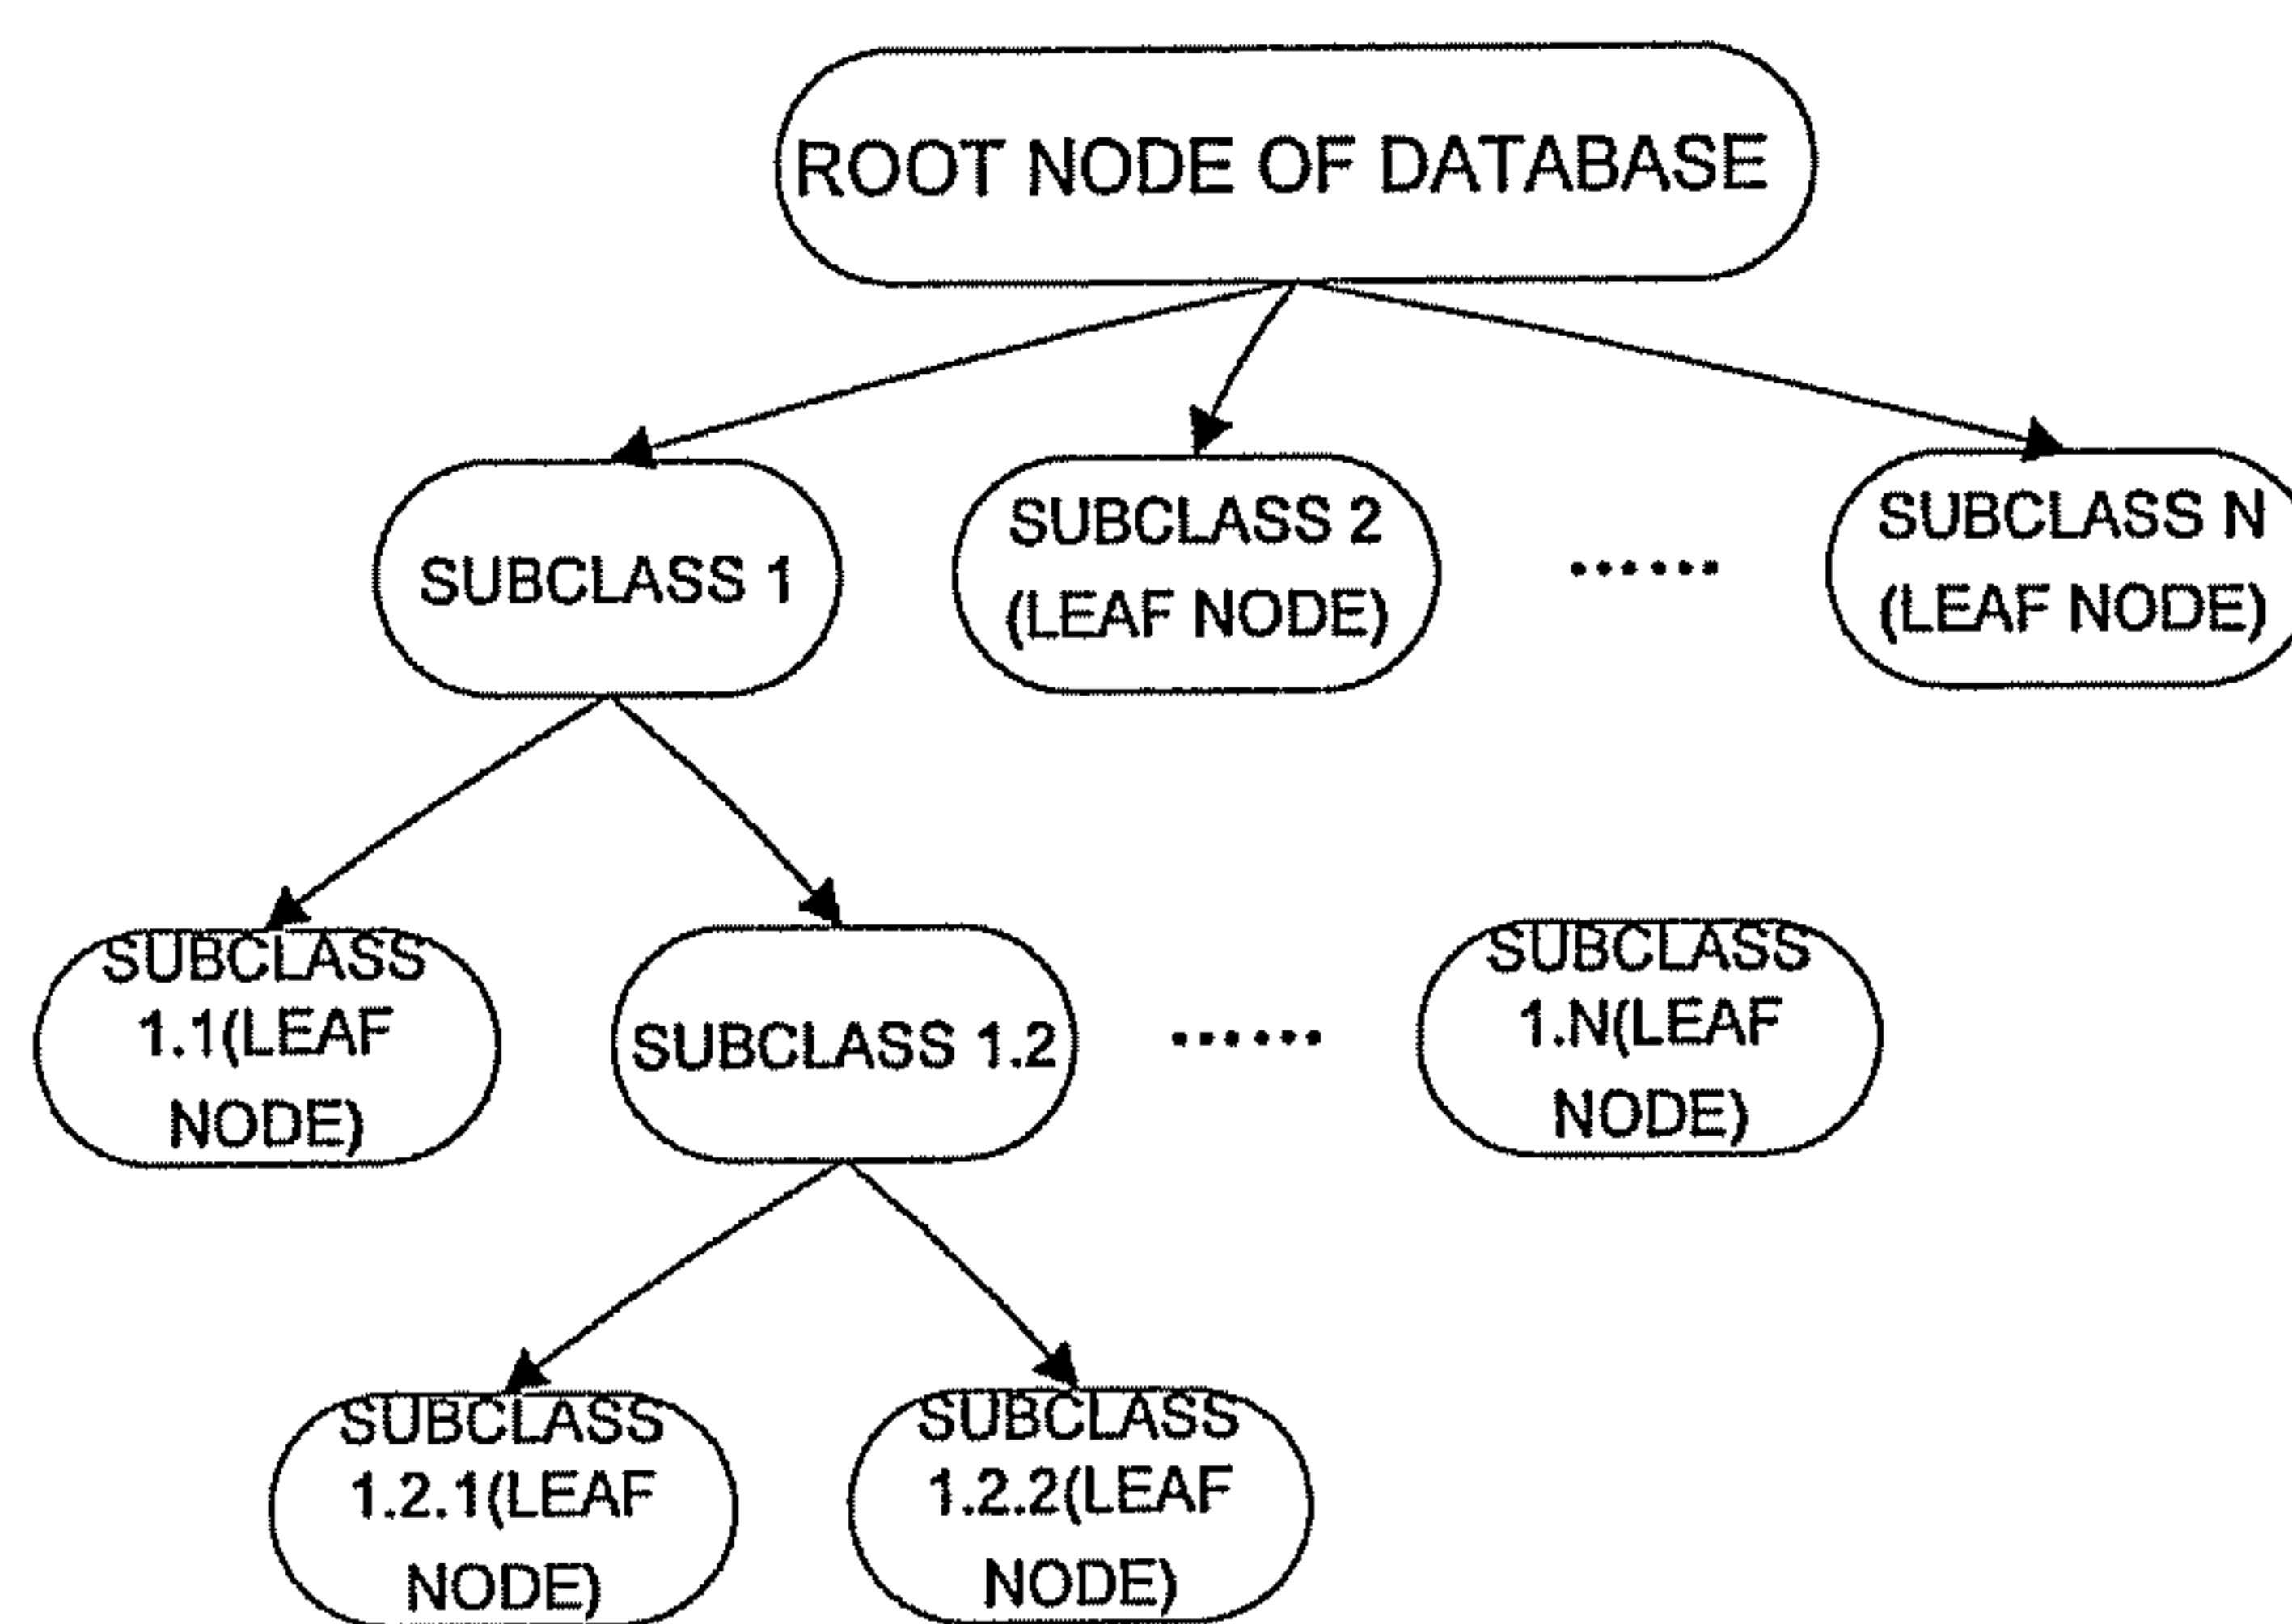 ROOT NODE OF DATABASE
SUBCLASS 1
SUBCLASS 2
(LEAF NODE)
......
SUBCLASS N
(LEAF NODE)
SUBCLASS
1.1(LEAF
NODE)
SUBCLASS 1.2
......
SUBCLASS
1.N(LEAF
NODE)
SUBCLASS
1.2.1(LEAF
NODE)
SUBCLASS
1.2.2(LEAF
NODE)